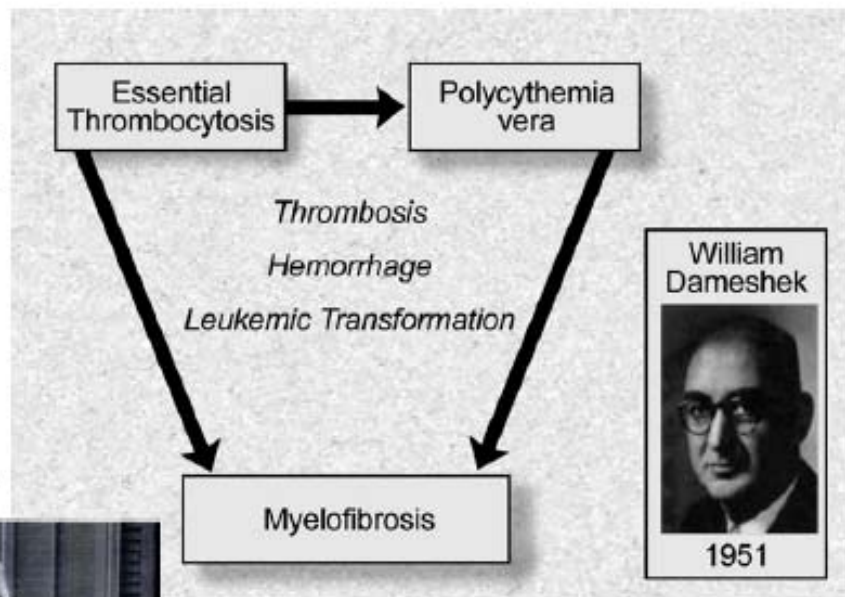 Essential
Thrombocytosis
Polycythemia
vera
Thrombosis
Hemorrhage
Leukemic Transformation
William
Dameshek
1951
Myelofibrosis